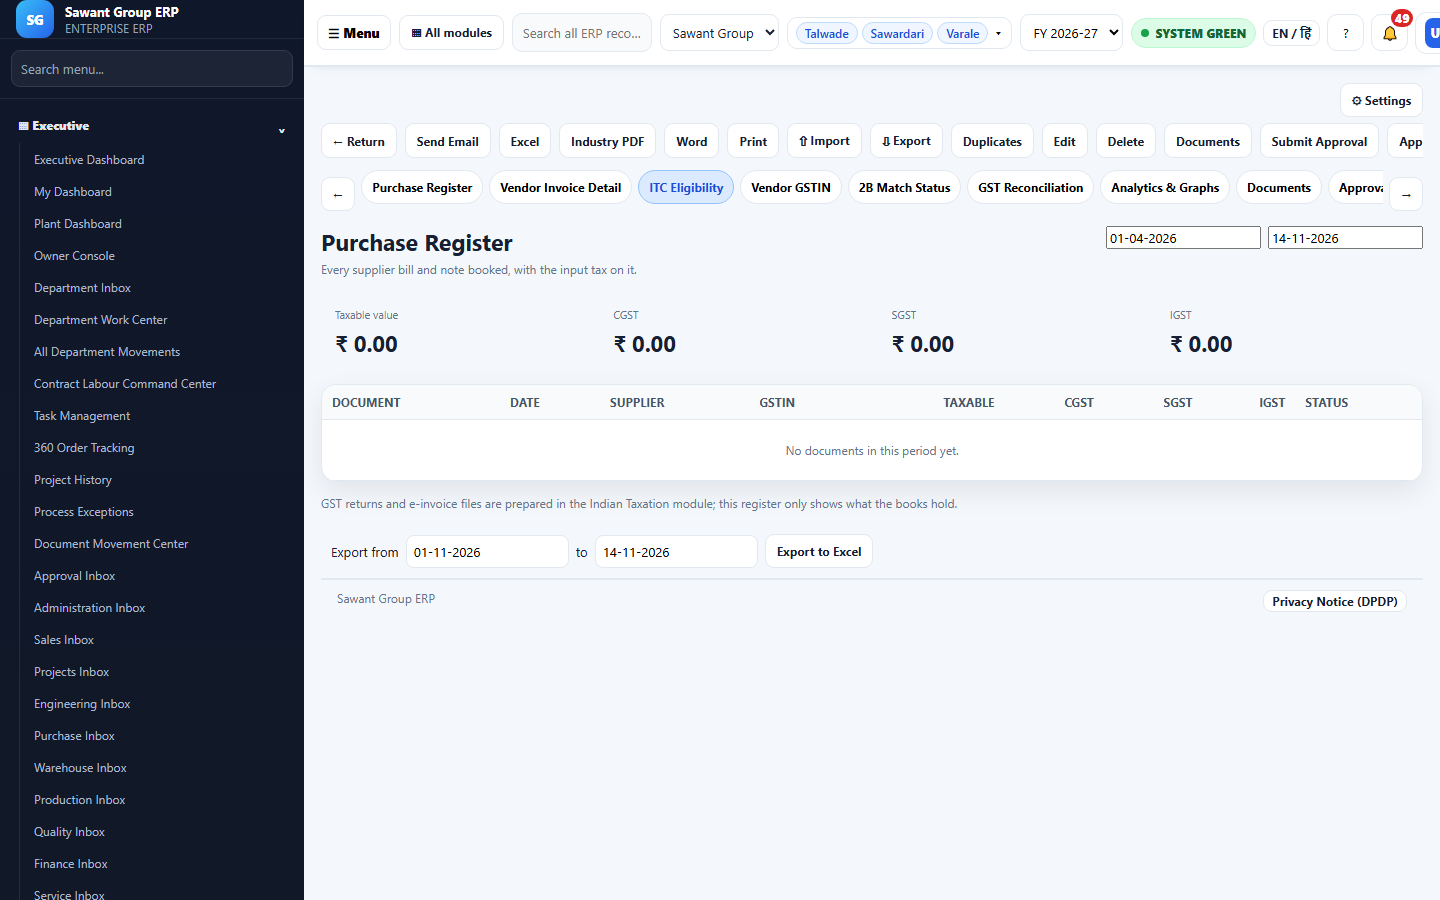 SG
Sawant Group ERP
ENTERPRISE ERP
Search menu...
Executive
Executive Dashboard
My Dashboard
Plant Dashboard
Owner Console
Department Inbox
Department Work Center
All Department Movements
Contract Labour Command Center
Task Management
360 Order Tracking
Project History
Process Exceptions
Document Movement Center
Approval Inbox
Administration Inbox
Sales Inbox
Projects Inbox
Engineering Inbox
Purchase Inbox
Warehouse Inbox
Production Inbox
Quality Inbox
Finance Inbox
Service Inbox
☰ Menu
All modules
Search all ERP reco...
Sawant Group
Talwade
Sawardari
Varale
FY 2026-27
SYSTEM GREEN
EN / हिं
?
49
U
⚙ Settings
← Return
Send Email
Excel
Industry PDF
Word
Print
⇧ Import
⇩ Export
Duplicates
Edit
Delete
Documents
Submit Approval
App
←
Purchase Register
Vendor Invoice Detail
ITC Eligibility
Vendor GSTIN
2B Match Status
GST Reconciliation
Analytics & Graphs
Documents
Approva
→
Purchase Register
01-04-2026
14-11-2026
Every supplier bill and note booked, with the input tax on it.
Taxable value
₹ 0.00
CGST
₹ 0.00
SGST
₹ 0.00
IGST
₹ 0.00
DOCUMENT DATE SUPPLIER GSTIN TAXABLE CGST SGST IGST STATUS
No documents in this period yet.
GST returns and e-invoice files are prepared in the Indian Taxation module; this register only shows what the books hold.
Export from 01-11-2026 to 14-11-2026 Export to Excel
Sawant Group ERP
Privacy Notice (DPDP)